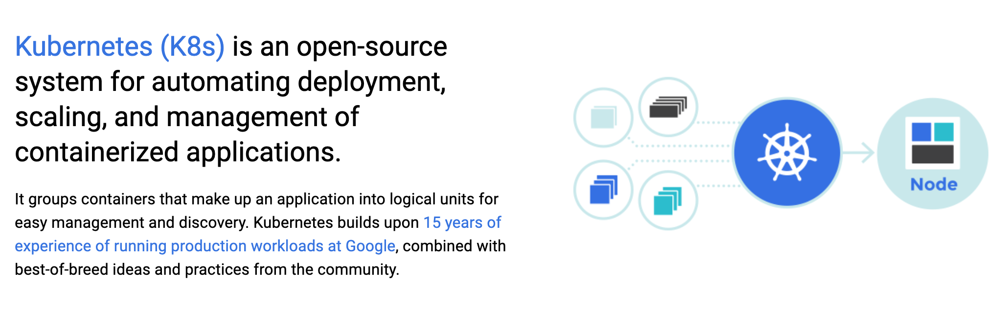 Kubernetes (K8s) is an open-source
system for automating deployment,
scaling, and management of
containerized applications.
It groups containers that make up an application into logical units for
easy management and discovery. Kubernetes builds upon 15 years of
experience of running production workloads at Google, combined with
best-of-breed ideas and practices from the community.
Node